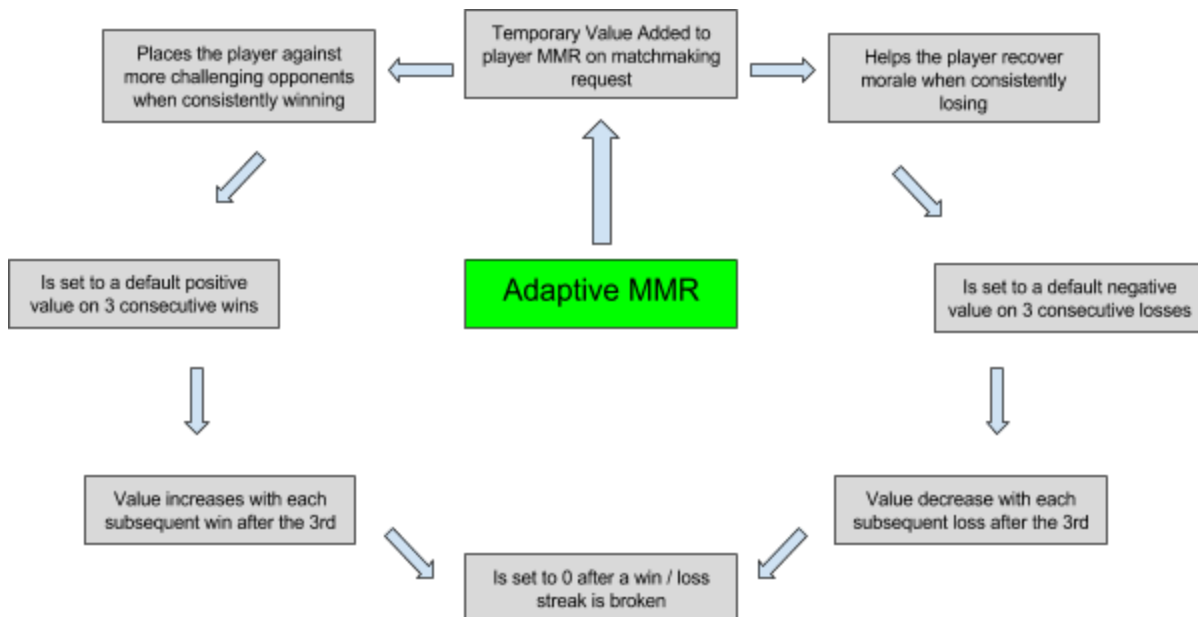 Temporary Value Added to
player MMR on matchmaking
request
Places the player against
more challenging opponents
when consistently winning
Helps the player recover
morale when consistently
losing
Adaptive MMR
Is set to a default positive
value on 3 consecutive wins
Is set to a default negative
value on 3 consecutive losses
Value increases with each
subsequent win after the 3rd
Value decrease with each
subsequent loss after the 3rd
Is set to 0 after a win / loss
streak is broken